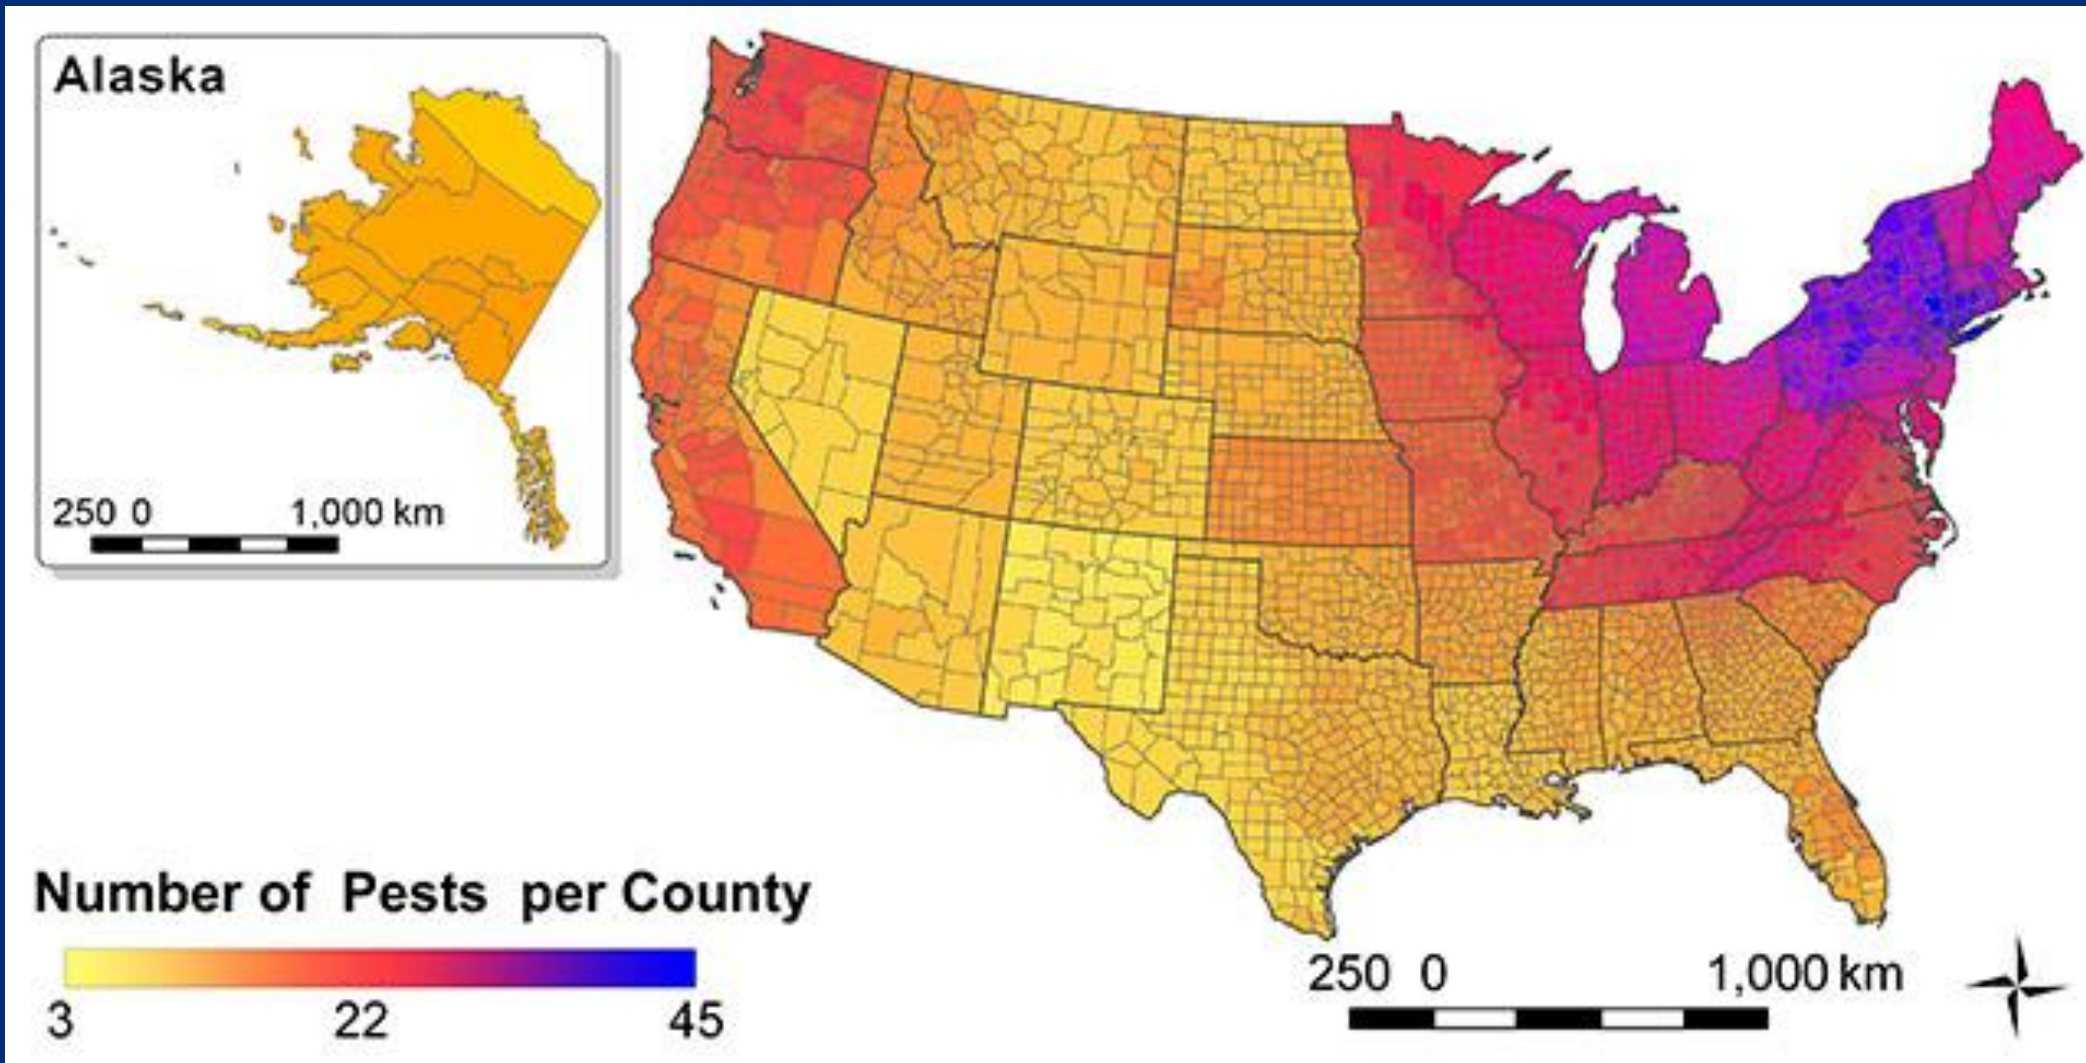 Alaska
250 0 1,000 km
Number of Pests per County
3 22 45
250 0 1,000 km